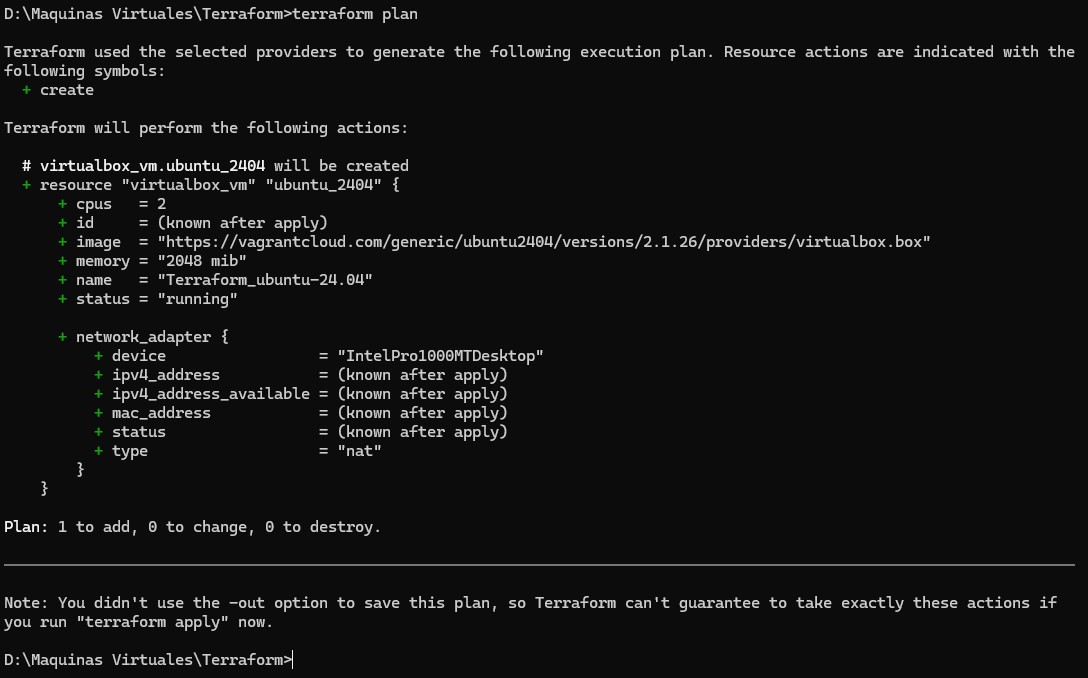 D:\Maquinas Virtuales\Terraform>terraform plan
Terraform used the selected providers to generate the following execution plan. Resource actions are indicated with the
following symbols:
  + create
Terraform will perform the following actions:
  # virtualbox_vm.ubuntu_2404 will be created
  + resource "virtualbox_vm" "ubuntu_2404" {
      + cpus   = 2
      + id     = (known after apply)
      + image  = "https://vagrantcloud.com/generic/ubuntu2404/versions/2.1.26/providers/virtualbox.box"
      + memory = "2048 mib"
      + name   = "Terraform_ubuntu-24.04"
      + status = "running"
      + network_adapter {
          + device                 = "IntelPro1000MTDesktop"
          + ipv4_address           = (known after apply)
          + ipv4_address_available = (known after apply)
          + mac_address            = (known after apply)
          + status                 = (known after apply)
          + type                   = "nat"
        }
    }
Plan: 1 to add, 0 to change, 0 to destroy.
Note: You didn't use the -out option to save this plan, so Terraform can't guarantee to take exactly these actions if
you run "terraform apply" now.
D:\Maquinas Virtuales\Terraform>